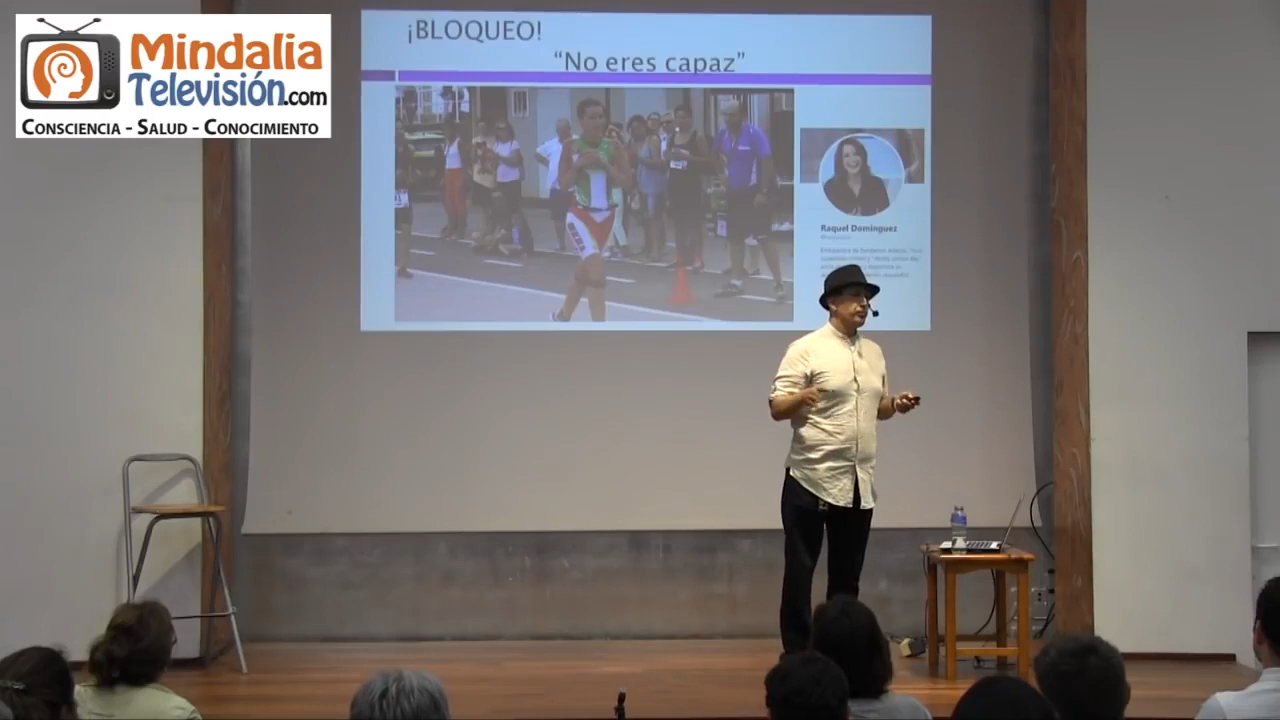 Mindalia
Televisión.com
CONSCIENCIA - SALUD - CONOCIMIENTO
¡BLOQUEO!
“No eres capaz”
Raquel Domínguez